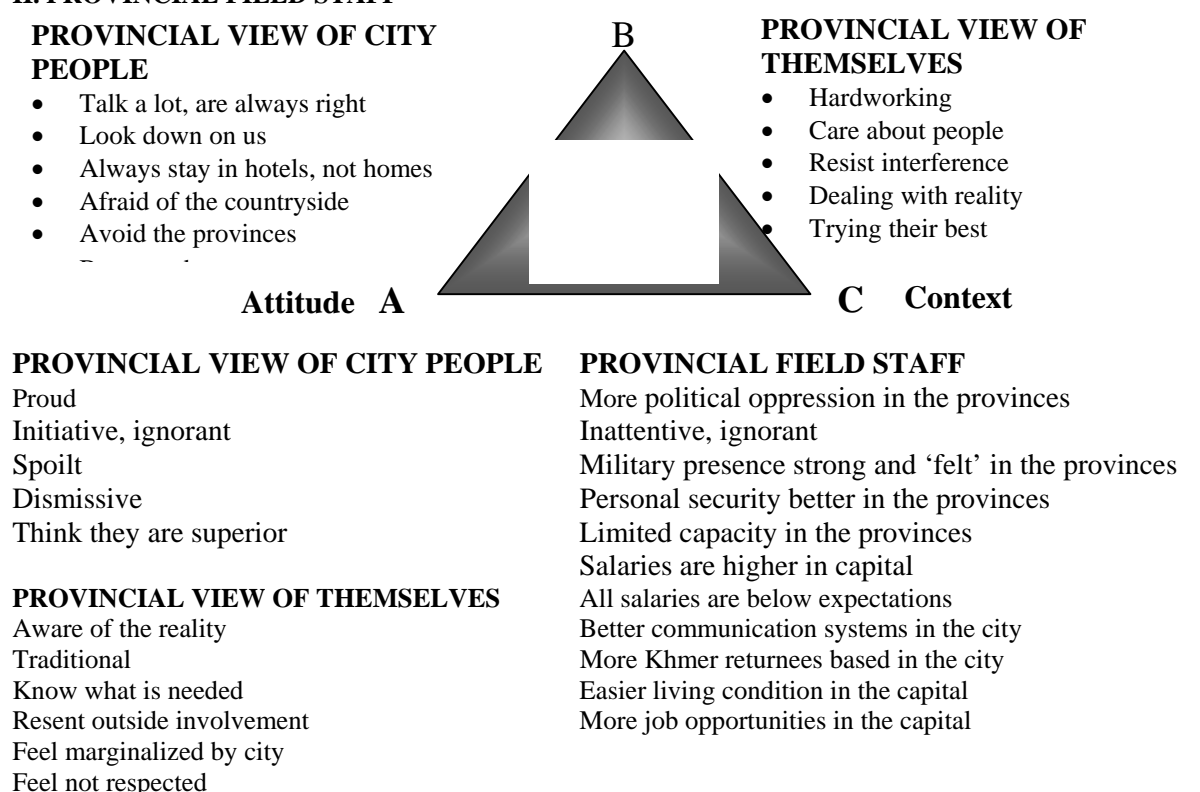 II. PROVINCIAL FIELD STAFF
PROVINCIAL VIEW OF CITY
PEOPLE
• Talk a lot, are always right
• Look down on us
• Always stay in hotels, not homes
• Afraid of the countryside
• Avoid the provinces
B
PROVINCIAL VIEW OF
THEMSELVES
• Hardworking
• Care about people
• Resist interference
• Dealing with reality
• Trying their best
Attitude A
C Context
PROVINCIAL VIEW OF CITY PEOPLE
Proud
Initiative, ignorant
Spoilt
Dismissive
Think they are superior
PROVINCIAL VIEW OF THEMSELVES
Aware of the reality
Traditional
Know what is needed
Resent outside involvement
Feel marginalized by city
Feel not respected
PROVINCIAL FIELD STAFF
More political oppression in the provinces
Inattentive, ignorant
Military presence strong and ‘felt’ in the provinces
Personal security better in the provinces
Limited capacity in the provinces
Salaries are higher in capital
All salaries are below expectations
Better communication systems in the city
More Khmer returnees based in the city
Easier living condition in the capital
More job opportunities in the capital